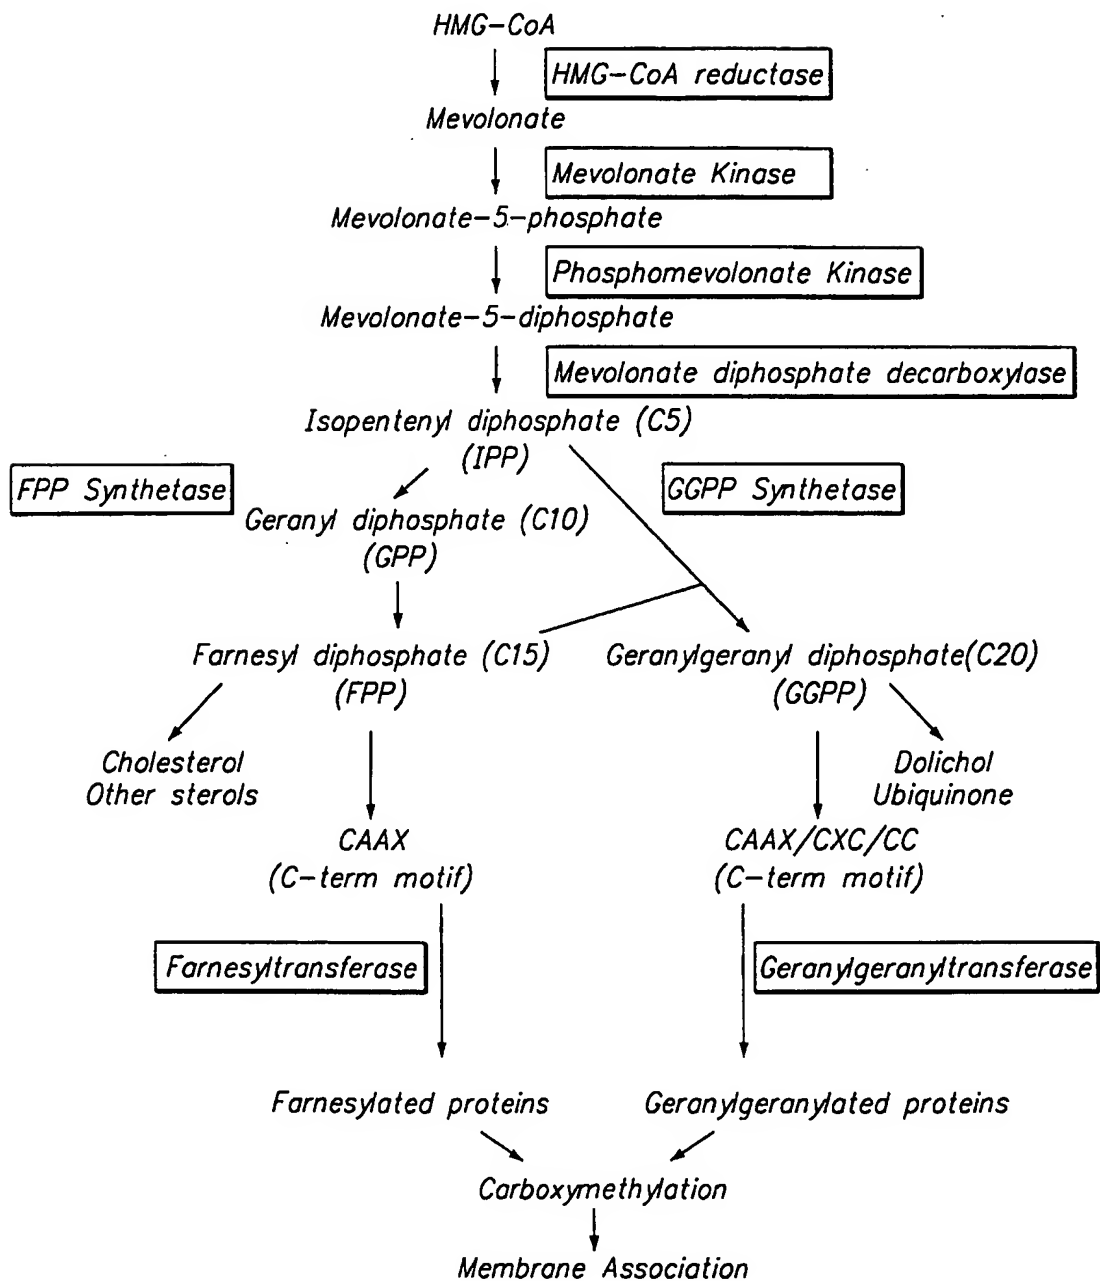 HMG-CoA
HMG-CoA reductase
Mevolonate
Mevolonate Kinase
Mevolonate-5-phosphate
Phosphomevolonate Kinase
Mevolonate-5-diphosphate
Mevolonate diphosphate decarboxylase
Isopentenyl diphosphate (C5)
(IPP)
FPP Synthetase
GGPP Synthetase
Geranyl diphosphate (C10)
(GPP)
Farnesyl diphosphate (C15)
(FPP)
Geranylgeranyl diphosphate(C20)
(GGPP)
Cholesterol
Other sterols
Dolichol
Ubiquinone
CAAX
(C-term motif)
CAAX/CXC/CC
(C-term motif)
Farnesyltransferase
Geranylgeranyltransferase
Farnesylated proteins
Geranylgeranylated proteins
Carboxymethylation
Membrane Association